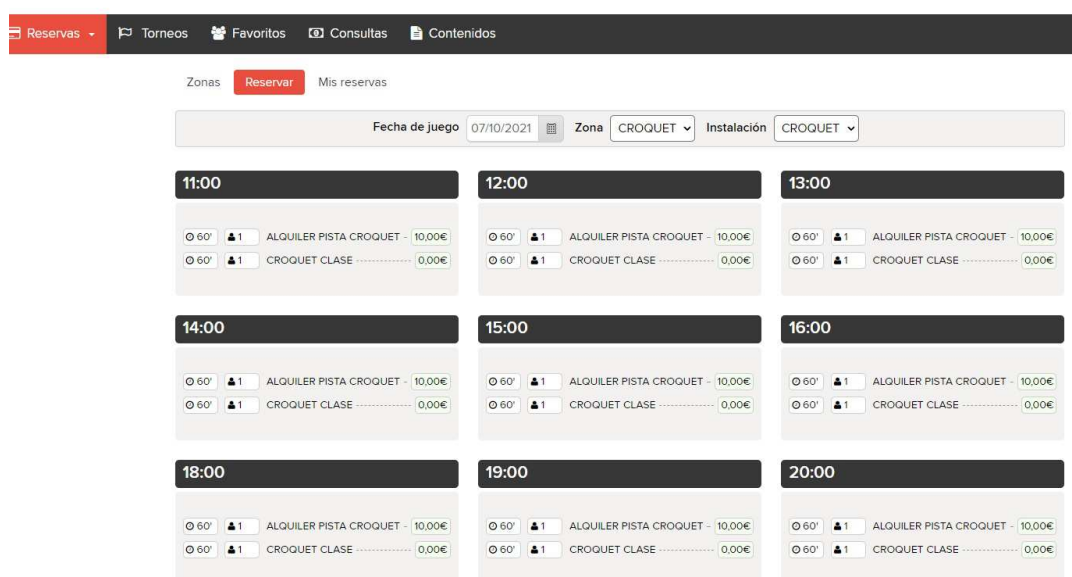 Reservas Torneos Favoritos Consultas Contenidos
Zonas Reservar Mis reservas
Fecha de juego 07/10/2021 Zona CROQUET Instalación CROQUET
11:00 12:00 13:00
60' 1 ALQUILER PISTA CROQUET - 10,00€ 60' 1 ALQUILER PISTA CROQUET - 10,00€ 60' 1 ALQUILER PISTA CROQUET - 10,00€
60' 1 CROQUET CLASE ------------- 0,00€ 60' 1 CROQUET CLASE ------------- 0,00€ 60' 1 CROQUET CLASE ------------- 0,00€
14:00 15:00 16:00
60' 1 ALQUILER PISTA CROQUET - 10,00€ 60' 1 ALQUILER PISTA CROQUET - 10,00€ 60' 1 ALQUILER PISTA CROQUET - 10,00€
60' 1 CROQUET CLASE ------------- 0,00€ 60' 1 CROQUET CLASE ------------- 0,00€ 60' 1 CROQUET CLASE ------------- 0,00€
18:00 19:00 20:00
60' 1 ALQUILER PISTA CROQUET - 10,00€ 60' 1 ALQUILER PISTA CROQUET - 10,00€ 60' 1 ALQUILER PISTA CROQUET - 10,00€
60' 1 CROQUET CLASE ------------- 0,00€ 60' 1 CROQUET CLASE ------------- 0,00€ 60' 1 CROQUET CLASE ------------- 0,00€